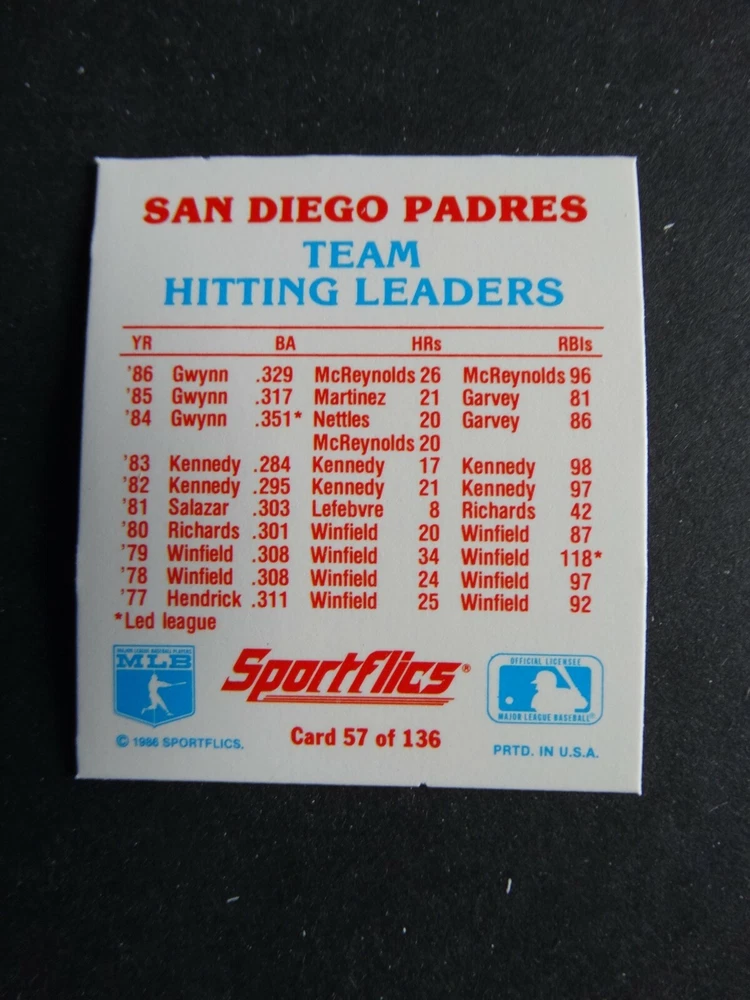 SAN DIEGO PADRES
TEAM
HITTING LEADERS
YR BA HRs RBIs
'86 Gwynn .329 McReynolds 26 McReynolds 96
'85 Gwynn .317 Martinez 21 Garvey 81
'84 Gwynn .351* Nettles 20 Garvey 86
McReynolds 20
'83 Kennedy .284 Kennedy 17 Kennedy 98
'82 Kennedy .295 Kennedy 21 Kennedy 97
'81 Salazar .303 Lefebvre 8 Richards 42
'80 Richards .301 Winfield 20 Winfield 87
'79 Winfield .308 Winfield 34 Winfield 118*
'78 Winfield .308 Winfield 24 Winfield 97
'77 Hendrick .311 Winfield 25 Winfield 92
*Led league
MAJOR LEAGUE BASEBALL PLAYERS
MLB
Sportflics®
OFFICIAL LICENSEE
MAJOR LEAGUE BASEBALL®
© 1986 SPORTFLICS.
Card 57 of 136
PRTD. IN U.S.A.